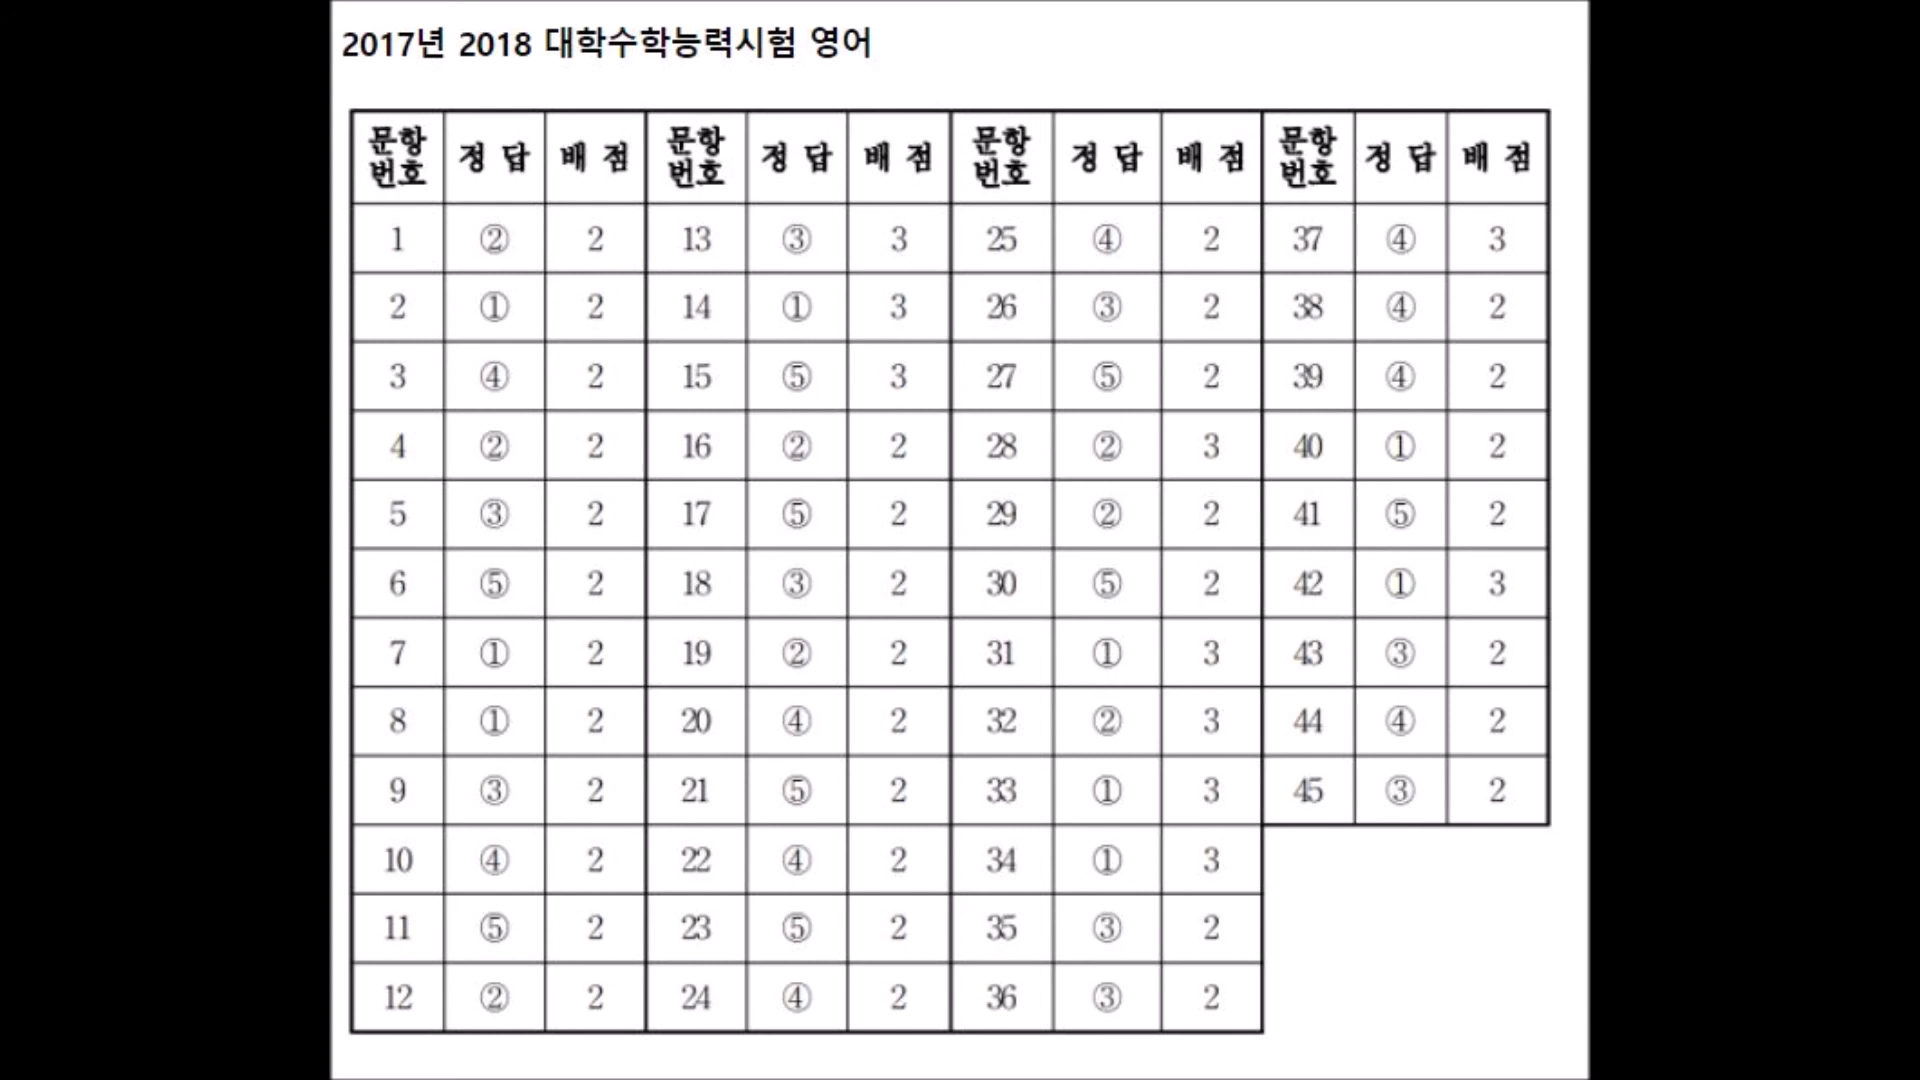 2017년 2018 대학수학능력시험 영어
문항번호 정 답 배 점 문항번호 정 답 배 점 문항번호 정 답 배 점 문항번호 정 답 배 점
1 ② 2 13 ③ 3 25 ④ 2 37 ④ 3
2 ① 2 14 ① 3 26 ③ 2 38 ④ 2
3 ④ 2 15 ⑤ 3 27 ⑤ 2 39 ④ 2
4 ② 2 16 ② 2 28 ② 3 40 ① 2
5 ③ 2 17 ⑤ 2 29 ② 2 41 ⑤ 2
6 ⑤ 2 18 ③ 2 30 ⑤ 2 42 ① 3
7 ① 2 19 ② 2 31 ① 3 43 ③ 2
8 ① 2 20 ④ 2 32 ② 3 44 ④ 2
9 ③ 2 21 ⑤ 2 33 ① 3 45 ③ 2
10 ④ 2 22 ④ 2 34 ① 3
11 ⑤ 2 23 ⑤ 2 35 ③ 2
12 ② 2 24 ④ 2 36 ③ 2